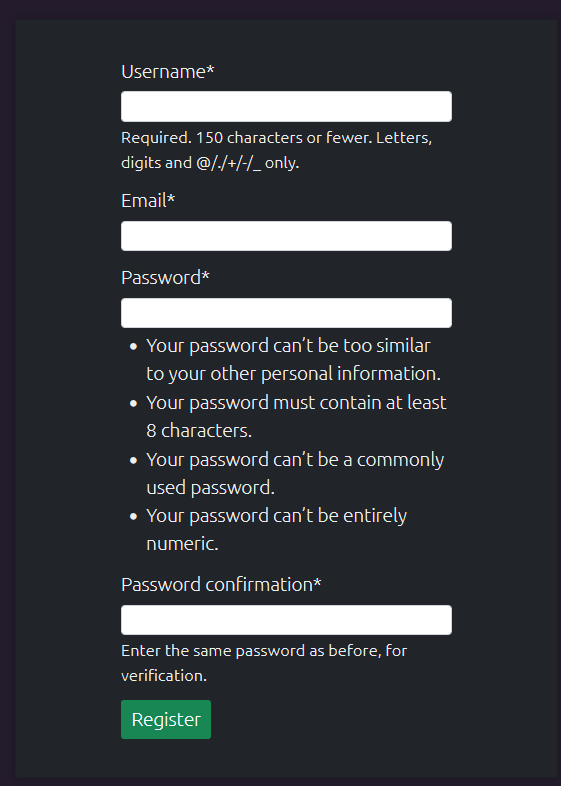 Username*
Required. 150 characters or fewer. Letters,
digits and @/./+/-/_ only.
Email*
Password*
• Your password can’t be too similar
to your other personal information.
• Your password must contain at least
8 characters.
• Your password can’t be a commonly
used password.
• Your password can’t be entirely
numeric.
Password confirmation*
Enter the same password as before, for
verification.
Register